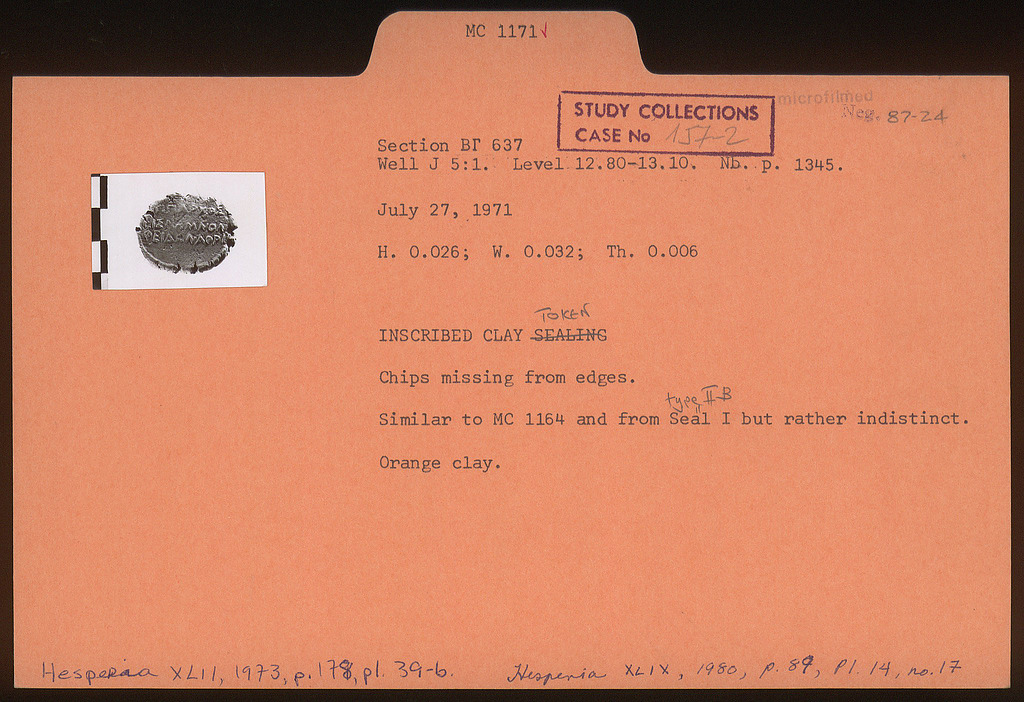 MC 1171✓
microfilmed
STUDY COLLECTIONS
Neg. 87-24
CASE No 157-2
Section ΒΓ 637
Well J 5:1. Level 12.80-13.10. Nb. p. 1345.
July 27, 1971
H. 0.026; W. 0.032; Th. 0.006
TOKEN
INSCRIBED CLAY SEALING
Chips missing from edges.
type II-B
Similar to MC 1164 and from Seal I but rather indistinct.
Orange clay.
Hesperia XLII, 1973, p. 178, pl. 39-b.
Hesperia XLIX, 1980, p. 89, Pl. 14, no. 17